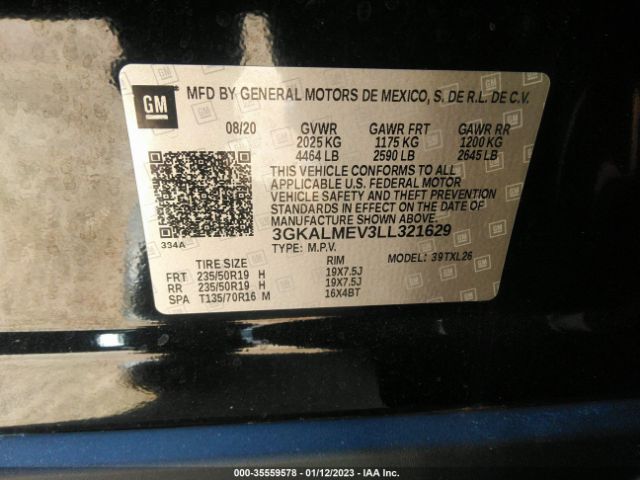 GM
MFD BY GENERAL MOTORS DE MEXICO, S. DE R.L. DE C.V.
08/20 GVWR GAWR FRT GAWR RR
2025 KG 1175 KG 1200 KG
4464 LB 2590 LB 2645 LB
THIS VEHICLE CONFORMS TO ALL
APPLICABLE U.S. FEDERAL MOTOR
VEHICLE SAFETY AND THEFT PREVENTION
STANDARDS IN EFFECT ON THE DATE OF
MANUFACTURE SHOWN ABOVE.
334A 3GKALMEV3LL321629
TYPE: M.P.V. MODEL: 39TXL26
TIRE SIZE RIM
FRT 235/50R19 H 19X7.5J
RR 235/50R19 H 19X7.5J
SPA T135/70R16 M 16X4BT
000-35559578 - 01/12/2023 - IAA Inc.